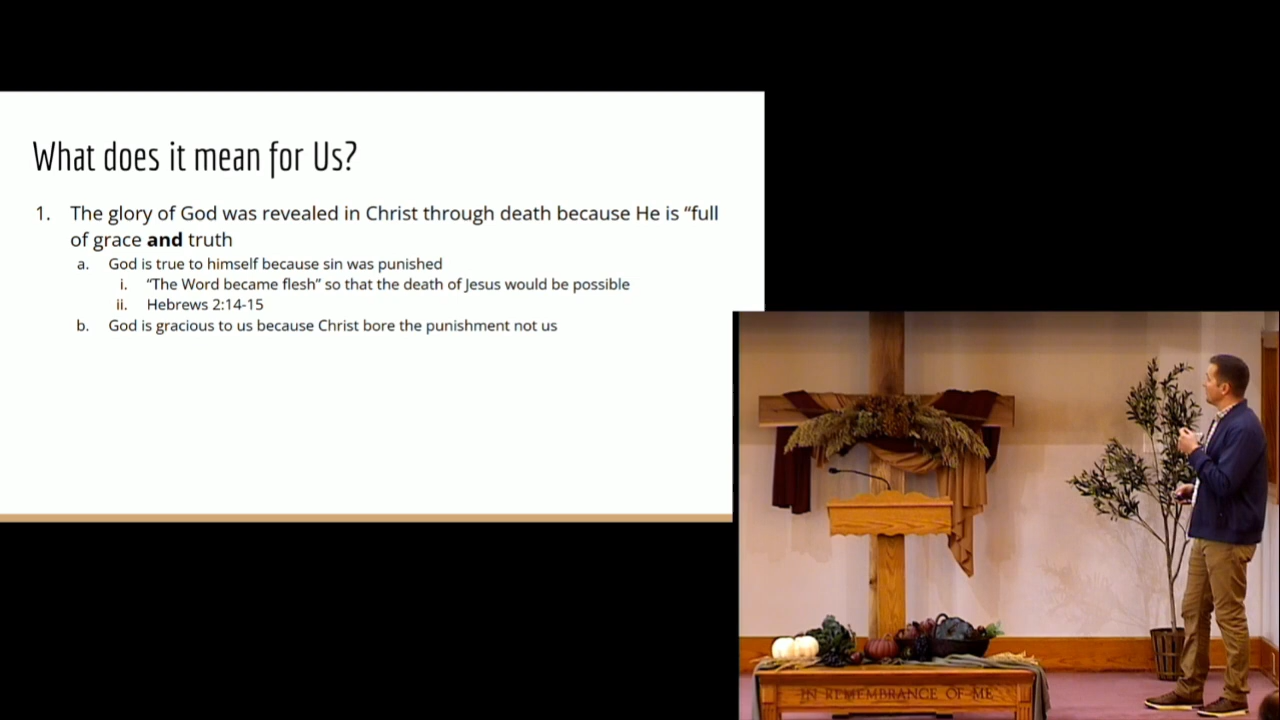 What does it mean for Us?
1. The glory of God was revealed in Christ through death because He is “full
of grace and truth
a. God is true to himself because sin was punished
i. “The Word became flesh” so that the death of Jesus would be possible
ii. Hebrews 2:14-15
b. God is gracious to us because Christ bore the punishment not us
IN REMEMBRANCE OF ME